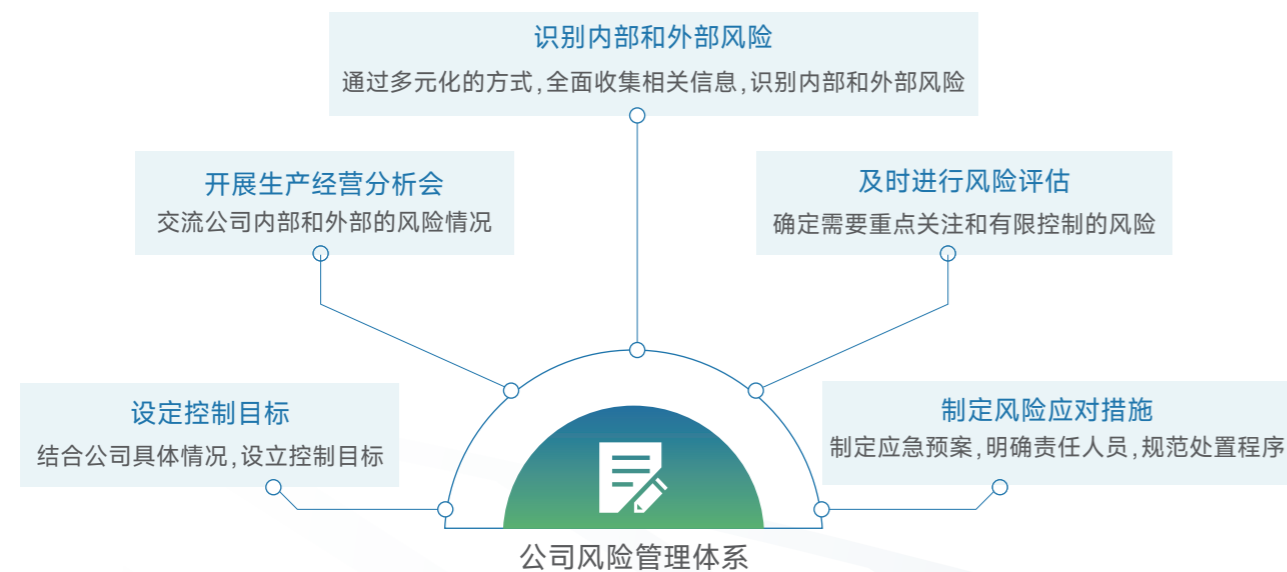 识别内部和外部风险
通过多元化的方式,全面收集相关信息,识别内部和外部风险
开展生产经营分析会
交流公司内部和外部的风险情况
及时进行风险评估
确定需要重点关注和有限控制的风险
设定控制目标
结合公司具体情况,设立控制目标
制定风险应对措施
制定应急预案,明确责任人员,规范处置程序
公司风险管理体系